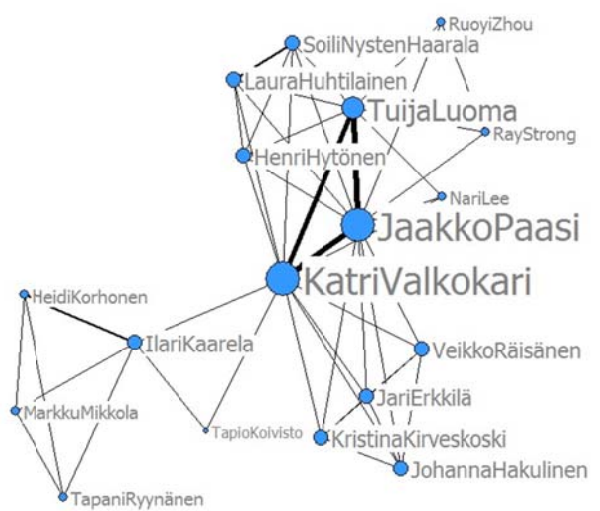 RuoyiZhou
SoiliNystenHaarala
LauraHuhtilainen
TuijaLuoma
RayStrong
HenriHytönen
NariLee
JaakkoPaasi
KatriValkokari
HeidiKorhonen
IlariKaarela
VeikkoRäisänen
JariErkkilä
MarkkuMikkola
TapioKoivisto
KristinaKirveskoski
JohannaHakulinen
TapaniRyynänen